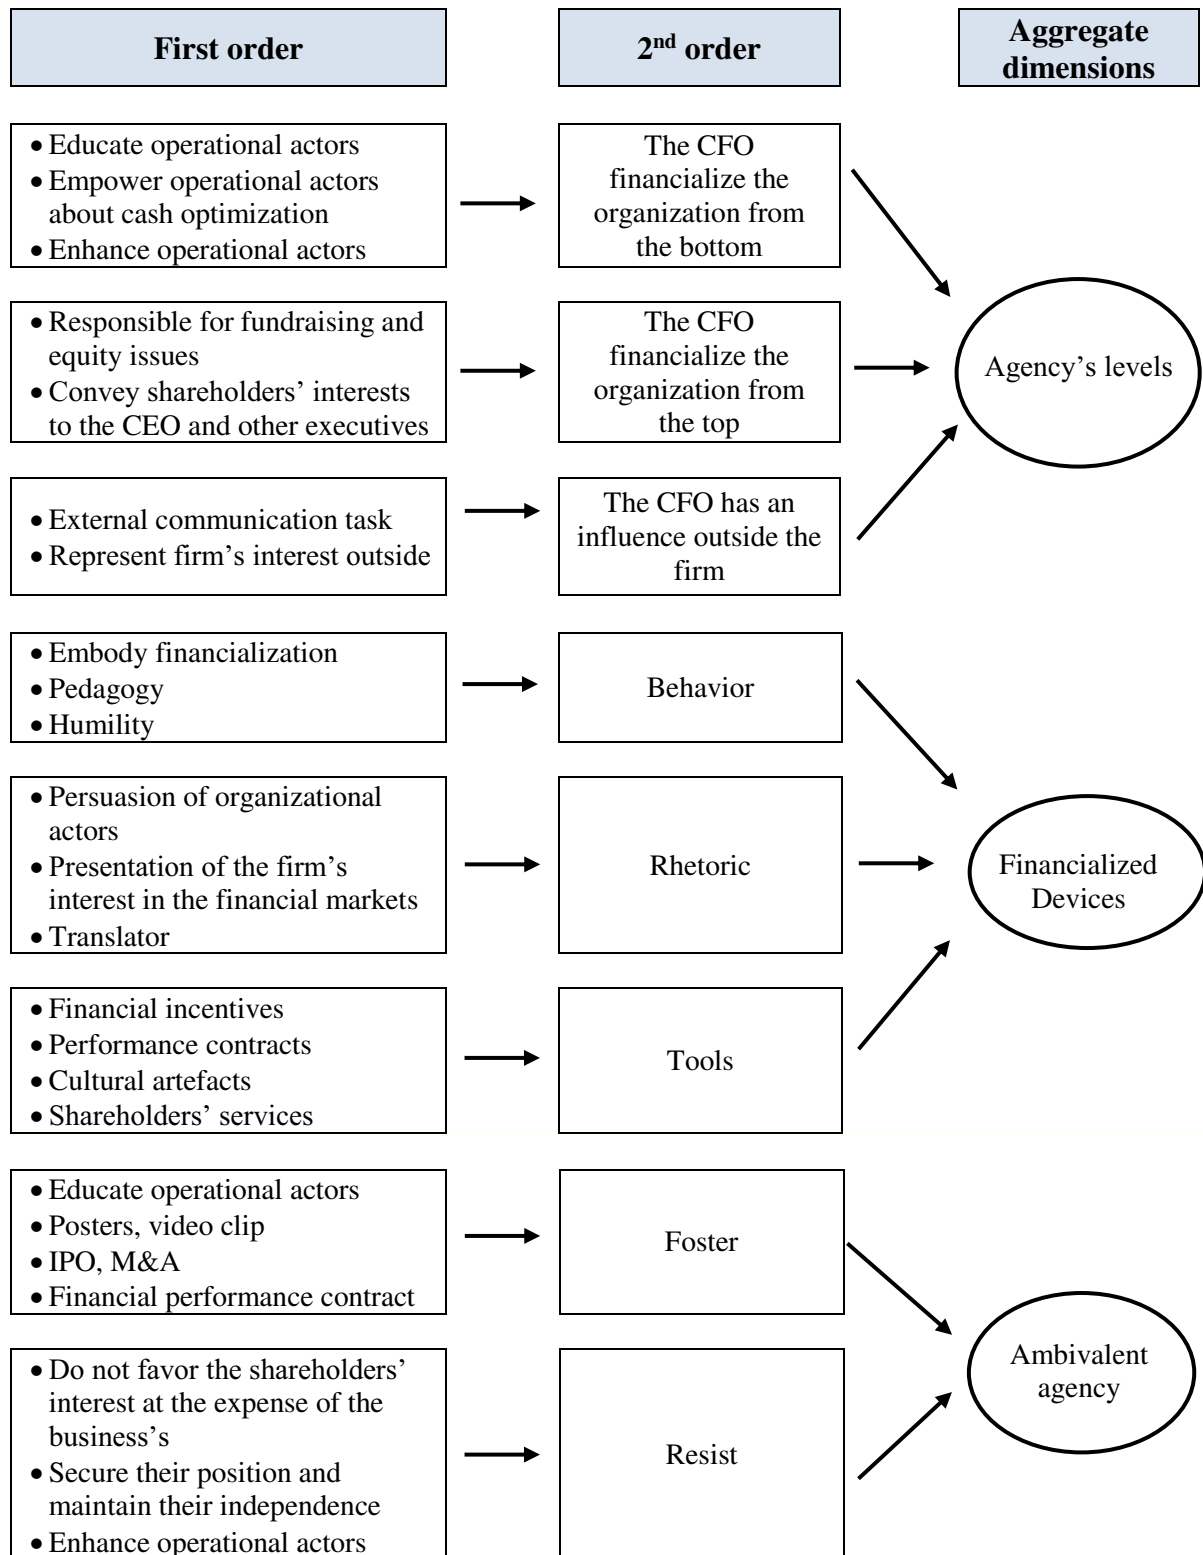 First order
2nd order
Aggregate
dimensions
• Educate operational actors
• Empower operational actors
about cash optimization
• Enhance operational actors
The CFO
financialize the
organization from
the bottom
• Responsible for fundraising and
equity issues
• Convey shareholders’ interests
to the CEO and other executives
The CFO
financialize the
organization from
the top
Agency’s levels
• External communication task
• Represent firm’s interest outside
The CFO has an
influence outside the
firm
• Embody financialization
• Pedagogy
• Humility
Behavior
• Persuasion of organizational
actors
• Presentation of the firm’s
interest in the financial markets
• Translator
Rhetoric
Financialized
Devices
• Financial incentives
• Performance contracts
• Cultural artefacts
• Shareholders’ services
Tools
• Educate operational actors
• Posters, video clip
• IPO, M&A
• Financial performance contract
Foster
• Do not favor the shareholders’
interest at the expense of the
business’s
• Secure their position and
maintain their independence
• Enhance operational actors
Resist
Ambivalent
agency